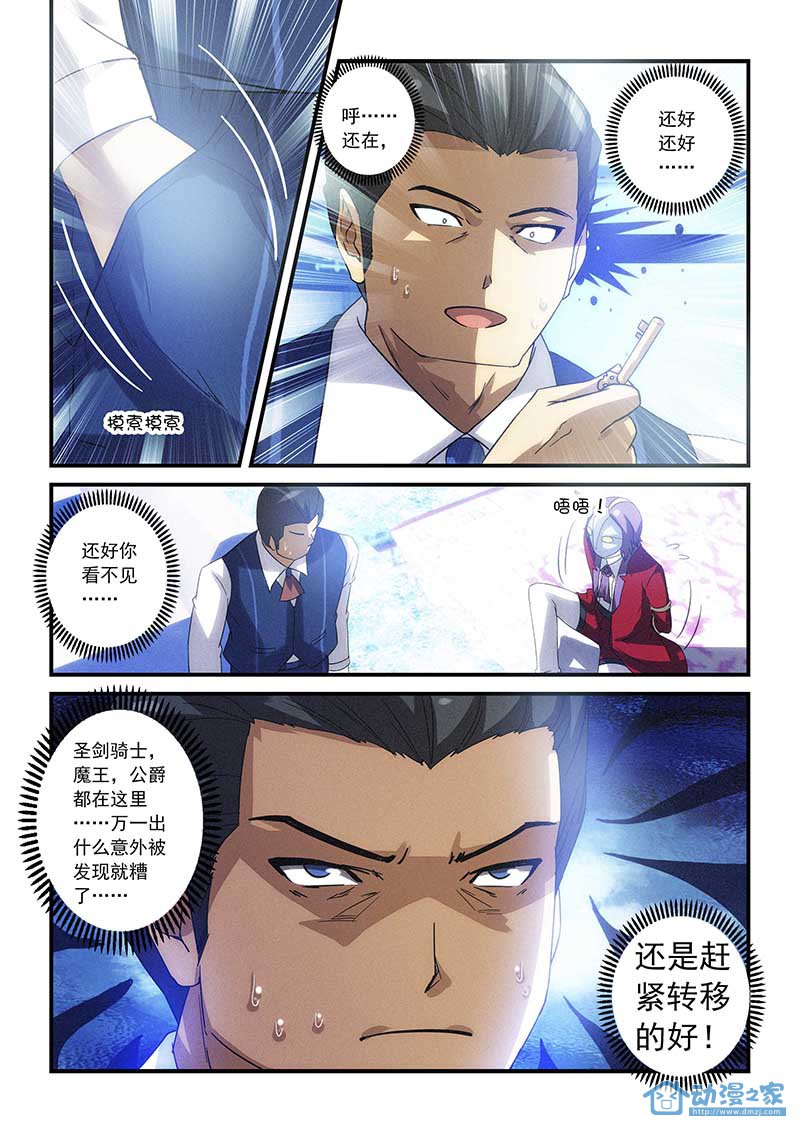 摸索摸索
呼……
还在,
还好
还好
……
还好你
看不见
……
唔唔!
圣剑骑士,
魔王,公爵
都在这里
……万一出
什么意外被
发现就糟
了……
还是赶
紧转移
的好!
动漫之家
http://www.dmzj.com